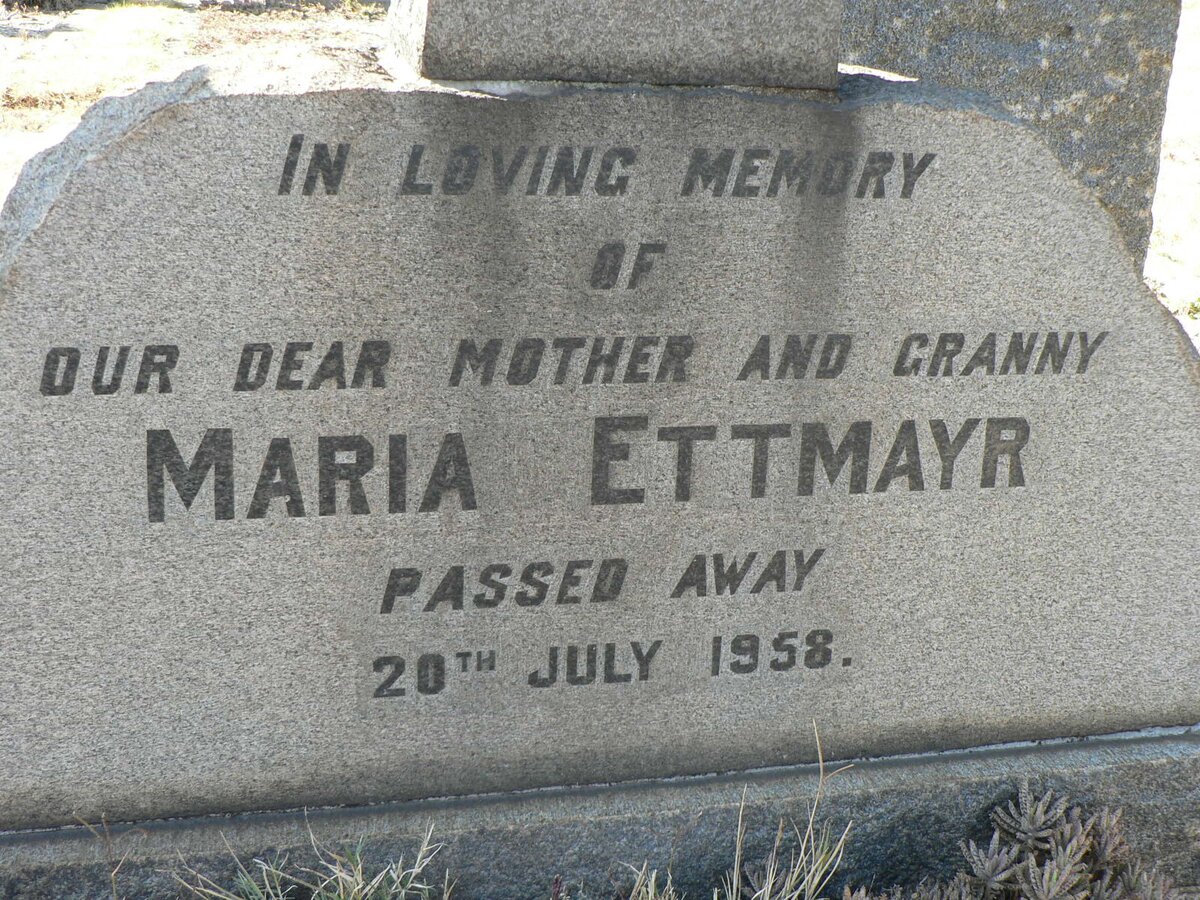 IN LOVING MEMORY
OF
OUR DEAR MOTHER AND GRANNY
MARIA ETTMAYR
PASSED AWAY
20TH JULY 1958.